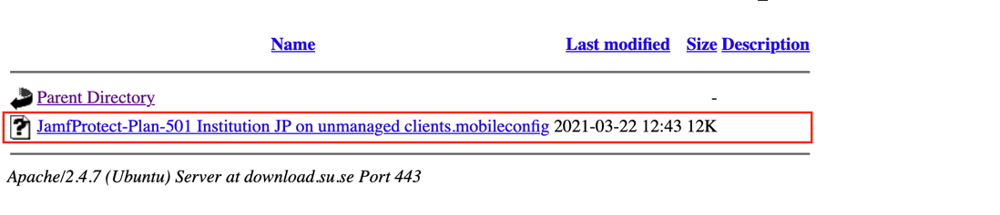 Name Last modified Size Description
Parent Directory -
JamfProtect-Plan-501 Institution JP on unmanaged clients.mobileconfig 2021-03-22 12:43 12K
Apache/2.4.7 (Ubuntu) Server at download.su.se Port 443